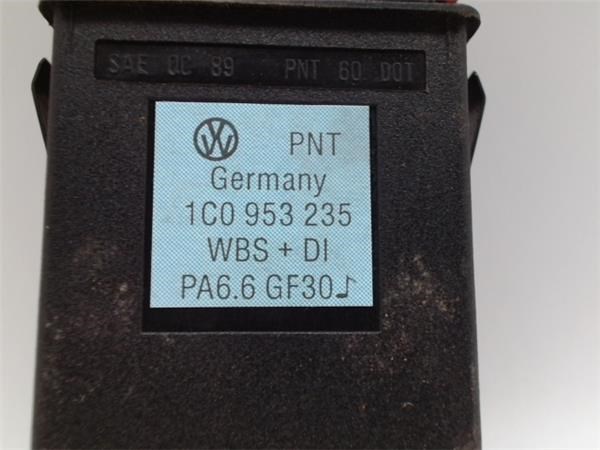 SAE QC 89 PNT 60 DOT
VW PNT
Germany
1C0 953 235
WBS + DI
PA6.6 GF30